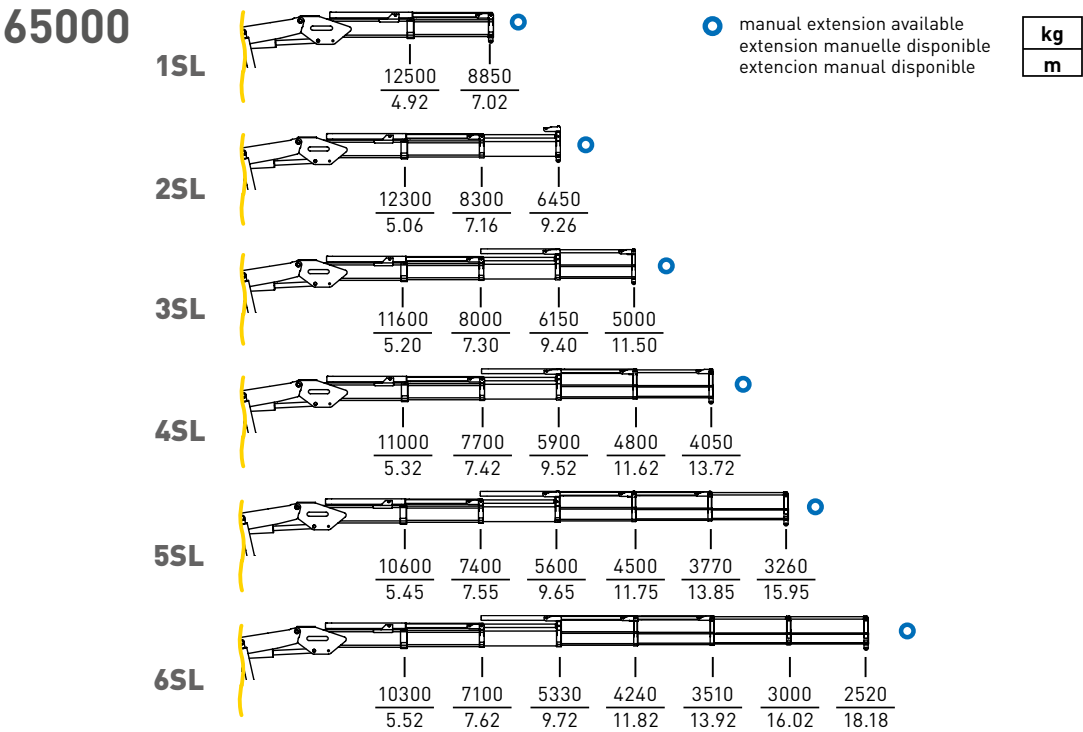 65000
manual extension available
extension manuelle disponible
extencion manual disponible
kg
m
1SL
12500 8850
4.92 7.02
2SL
12300 8300 6450
5.06 7.16 9.26
3SL
11600 8000 6150 5000
5.20 7.30 9.40 11.50
4SL
11000 7700 5900 4800 4050
5.32 7.42 9.52 11.62 13.72
5SL
10600 7400 5600 4500 3770 3260
5.45 7.55 9.65 11.75 13.85 15.95
6SL
10300 7100 5330 4240 3510 3000 2520
5.52 7.62 9.72 11.82 13.92 16.02 18.18